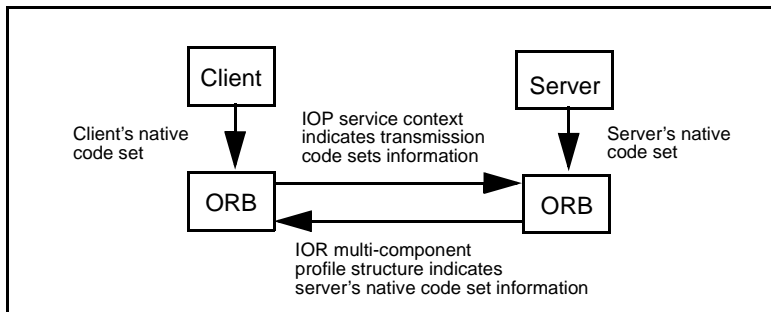 Client
Server
Client's native
code set
IOP service context
indicates transmission
code sets information
Server's native
code set
ORB
ORB
IOR multi-component
profile structure indicates
server's native code set information